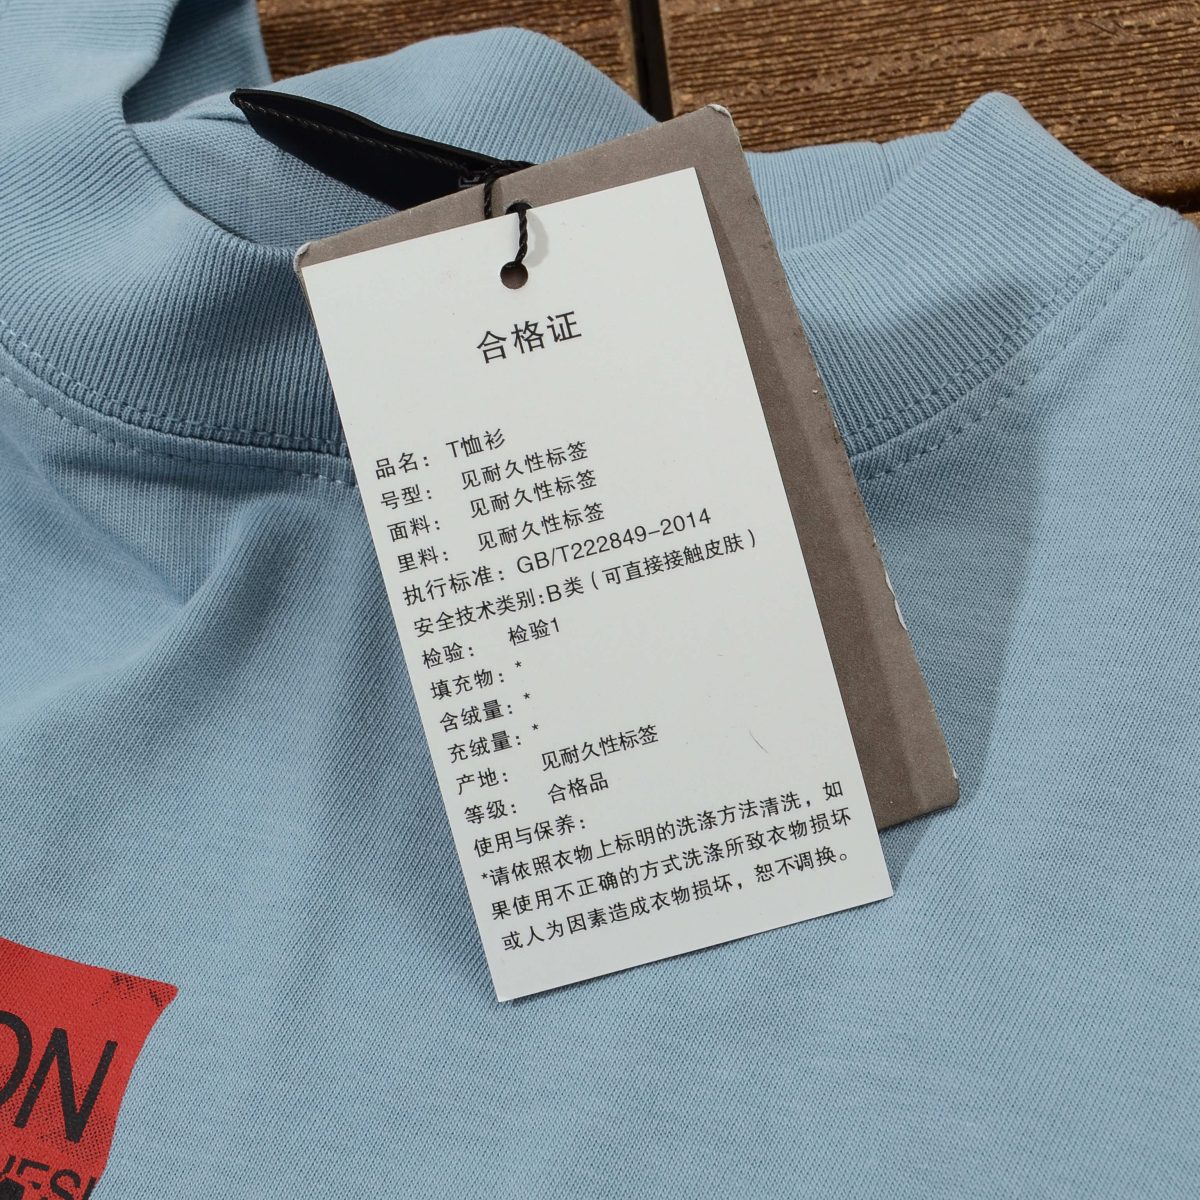 合格证
品名： T恤衫
号型： 见耐久性标签
面料： 见耐久性标签
里料： 见耐久性标签
执行标准：GB/T222849-2014
安全技术类别:B类（可直接接触皮肤）
检验： 检验1
填充物：*
含绒量：*
充绒量：*
产地： 见耐久性标签
等级： 合格品
使用与保养：
*请依照衣物上标明的洗涤方法清洗，如
果使用不正确的方式洗涤所致衣物损坏
或人为因素造成衣物损坏，恕不调换。
ON